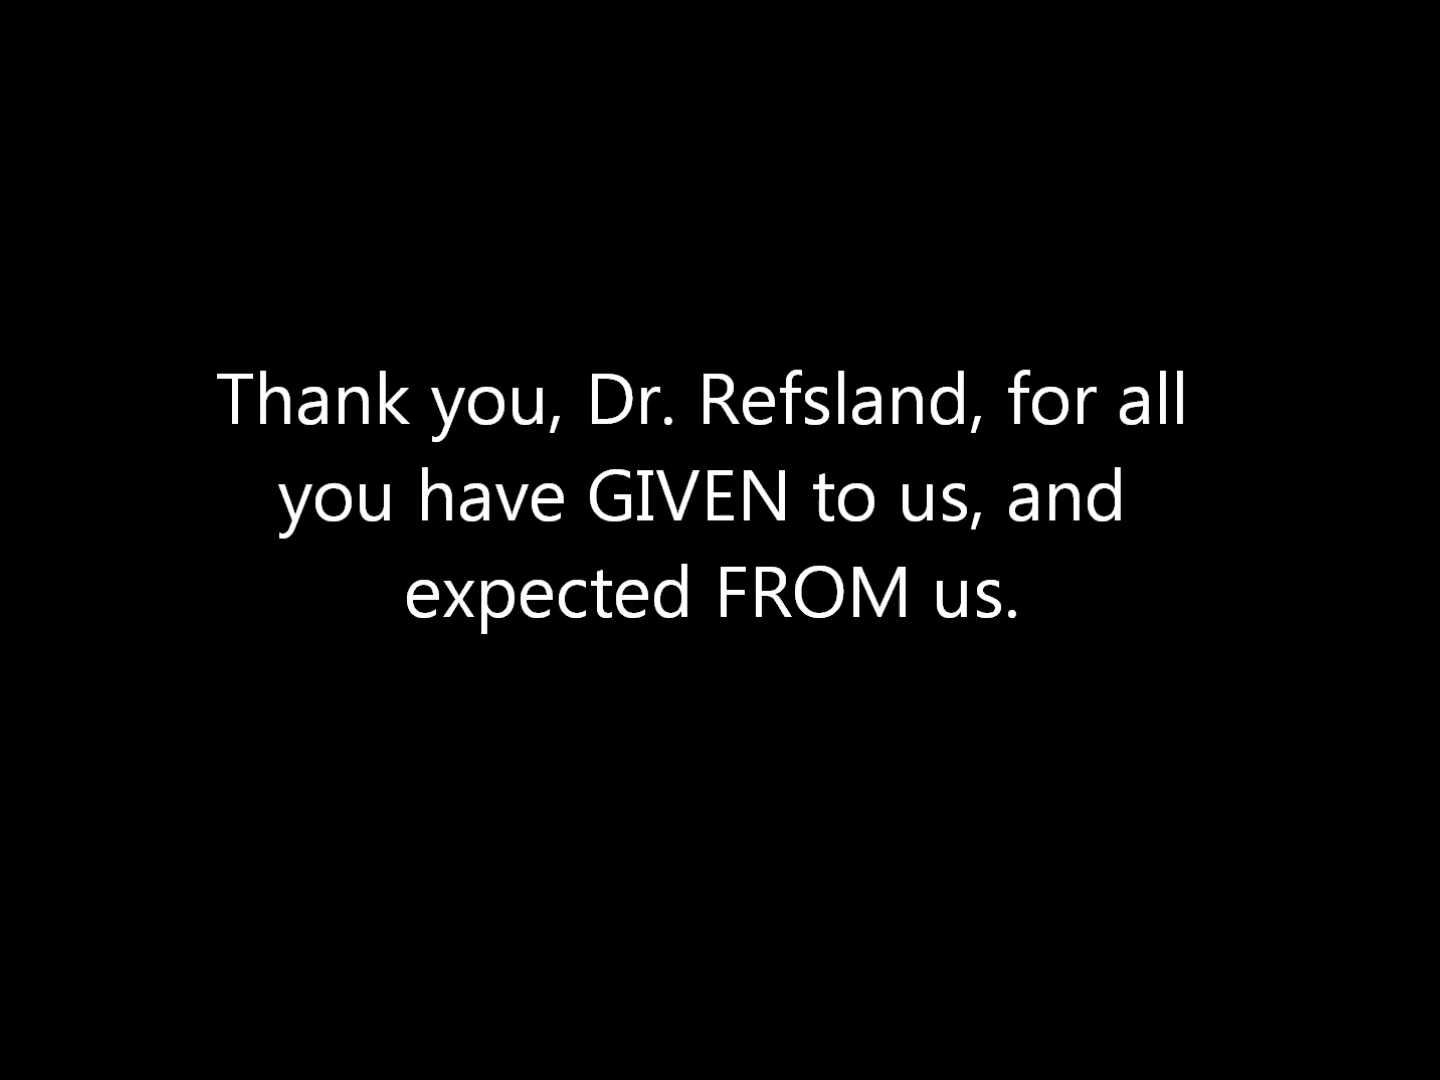 Thank you, Dr. Refsland, for all
you have GIVEN to us, and
expected FROM us.